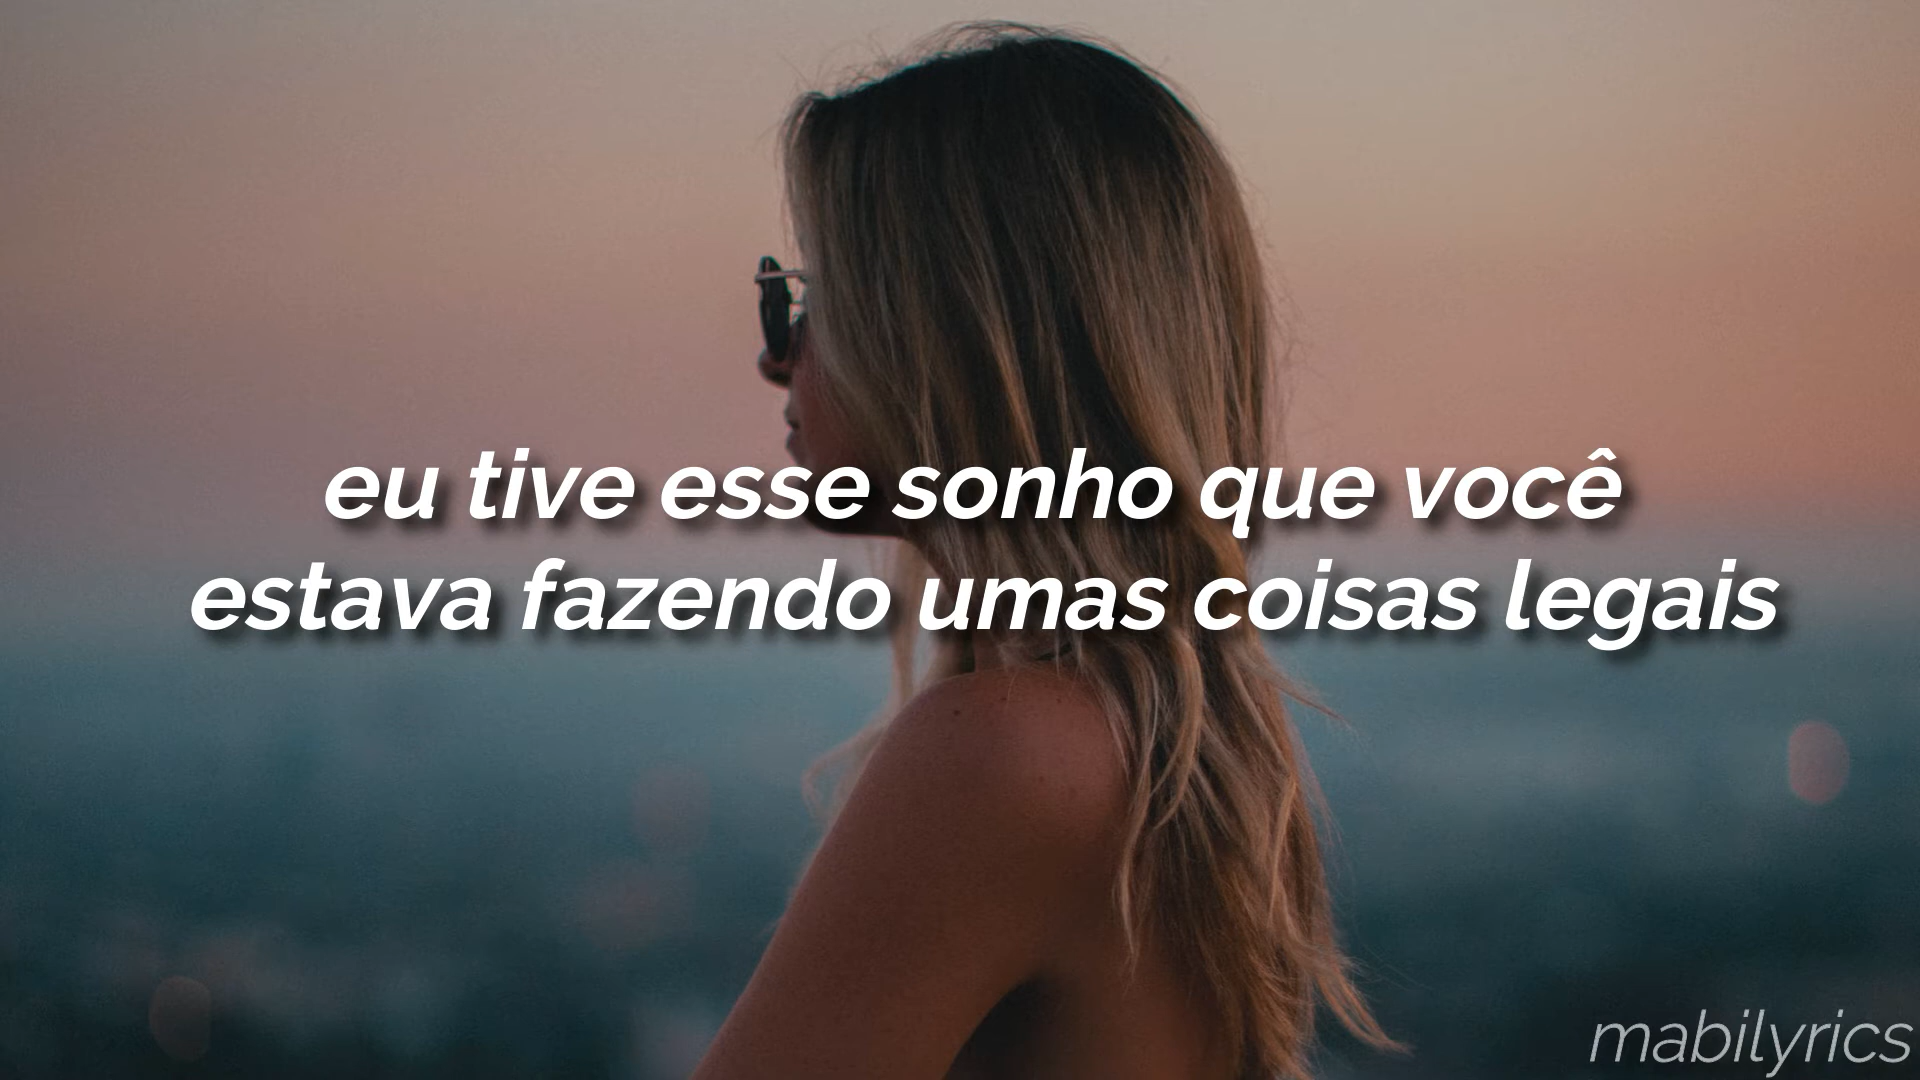 eu tive esse sonho que você
estava fazendo umas coisas legais
mabilyrics